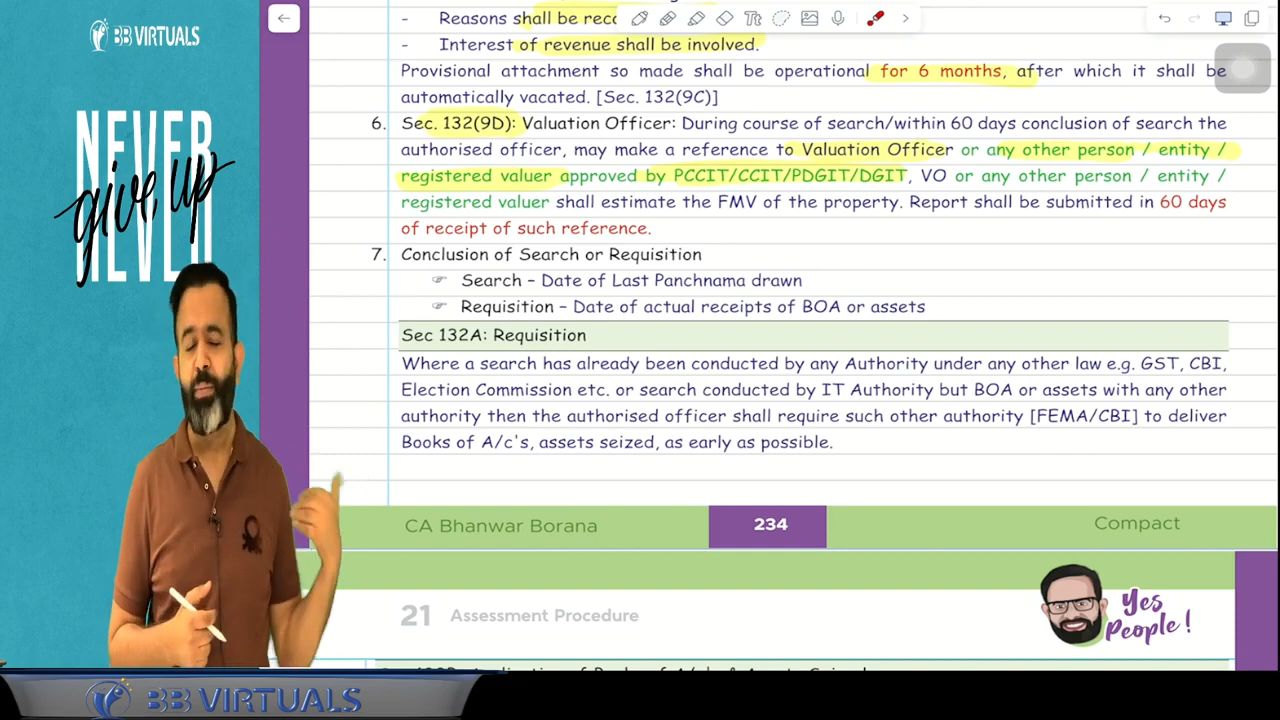 BB VIRTUALS
NEVER
give up
NEVER
- Reasons shall be rec
- Interest of revenue shall be involved.
Provisional attachment so made shall be operational for 6 months, after which it shall be
automatically vacated. [Sec. 132(9C)]
6. Sec. 132(9D): Valuation Officer: During course of search/within 60 days conclusion of search the
authorised officer, may make a reference to Valuation Officer or any other person / entity /
registered valuer approved by PCCIT/CCIT/PDGIT/DGIT, VO or any other person / entity /
registered valuer shall estimate the FMV of the property. Report shall be submitted in 60 days
of receipt of such reference.
7. Conclusion of Search or Requisition
☞ Search – Date of Last Panchnama drawn
☞ Requisition – Date of actual receipts of BOA or assets
Sec 132A: Requisition
Where a search has already been conducted by any Authority under any other law e.g. GST, CBI,
Election Commission etc. or search conducted by IT Authority but BOA or assets with any other
authority then the authorised officer shall require such other authority [FEMA/CBI] to deliver
Books of A/c's, assets seized, as early as possible.
CA Bhanwar Borana 234 Compact
21 Assessment Procedure
Yes
People!
BB VIRTUALS